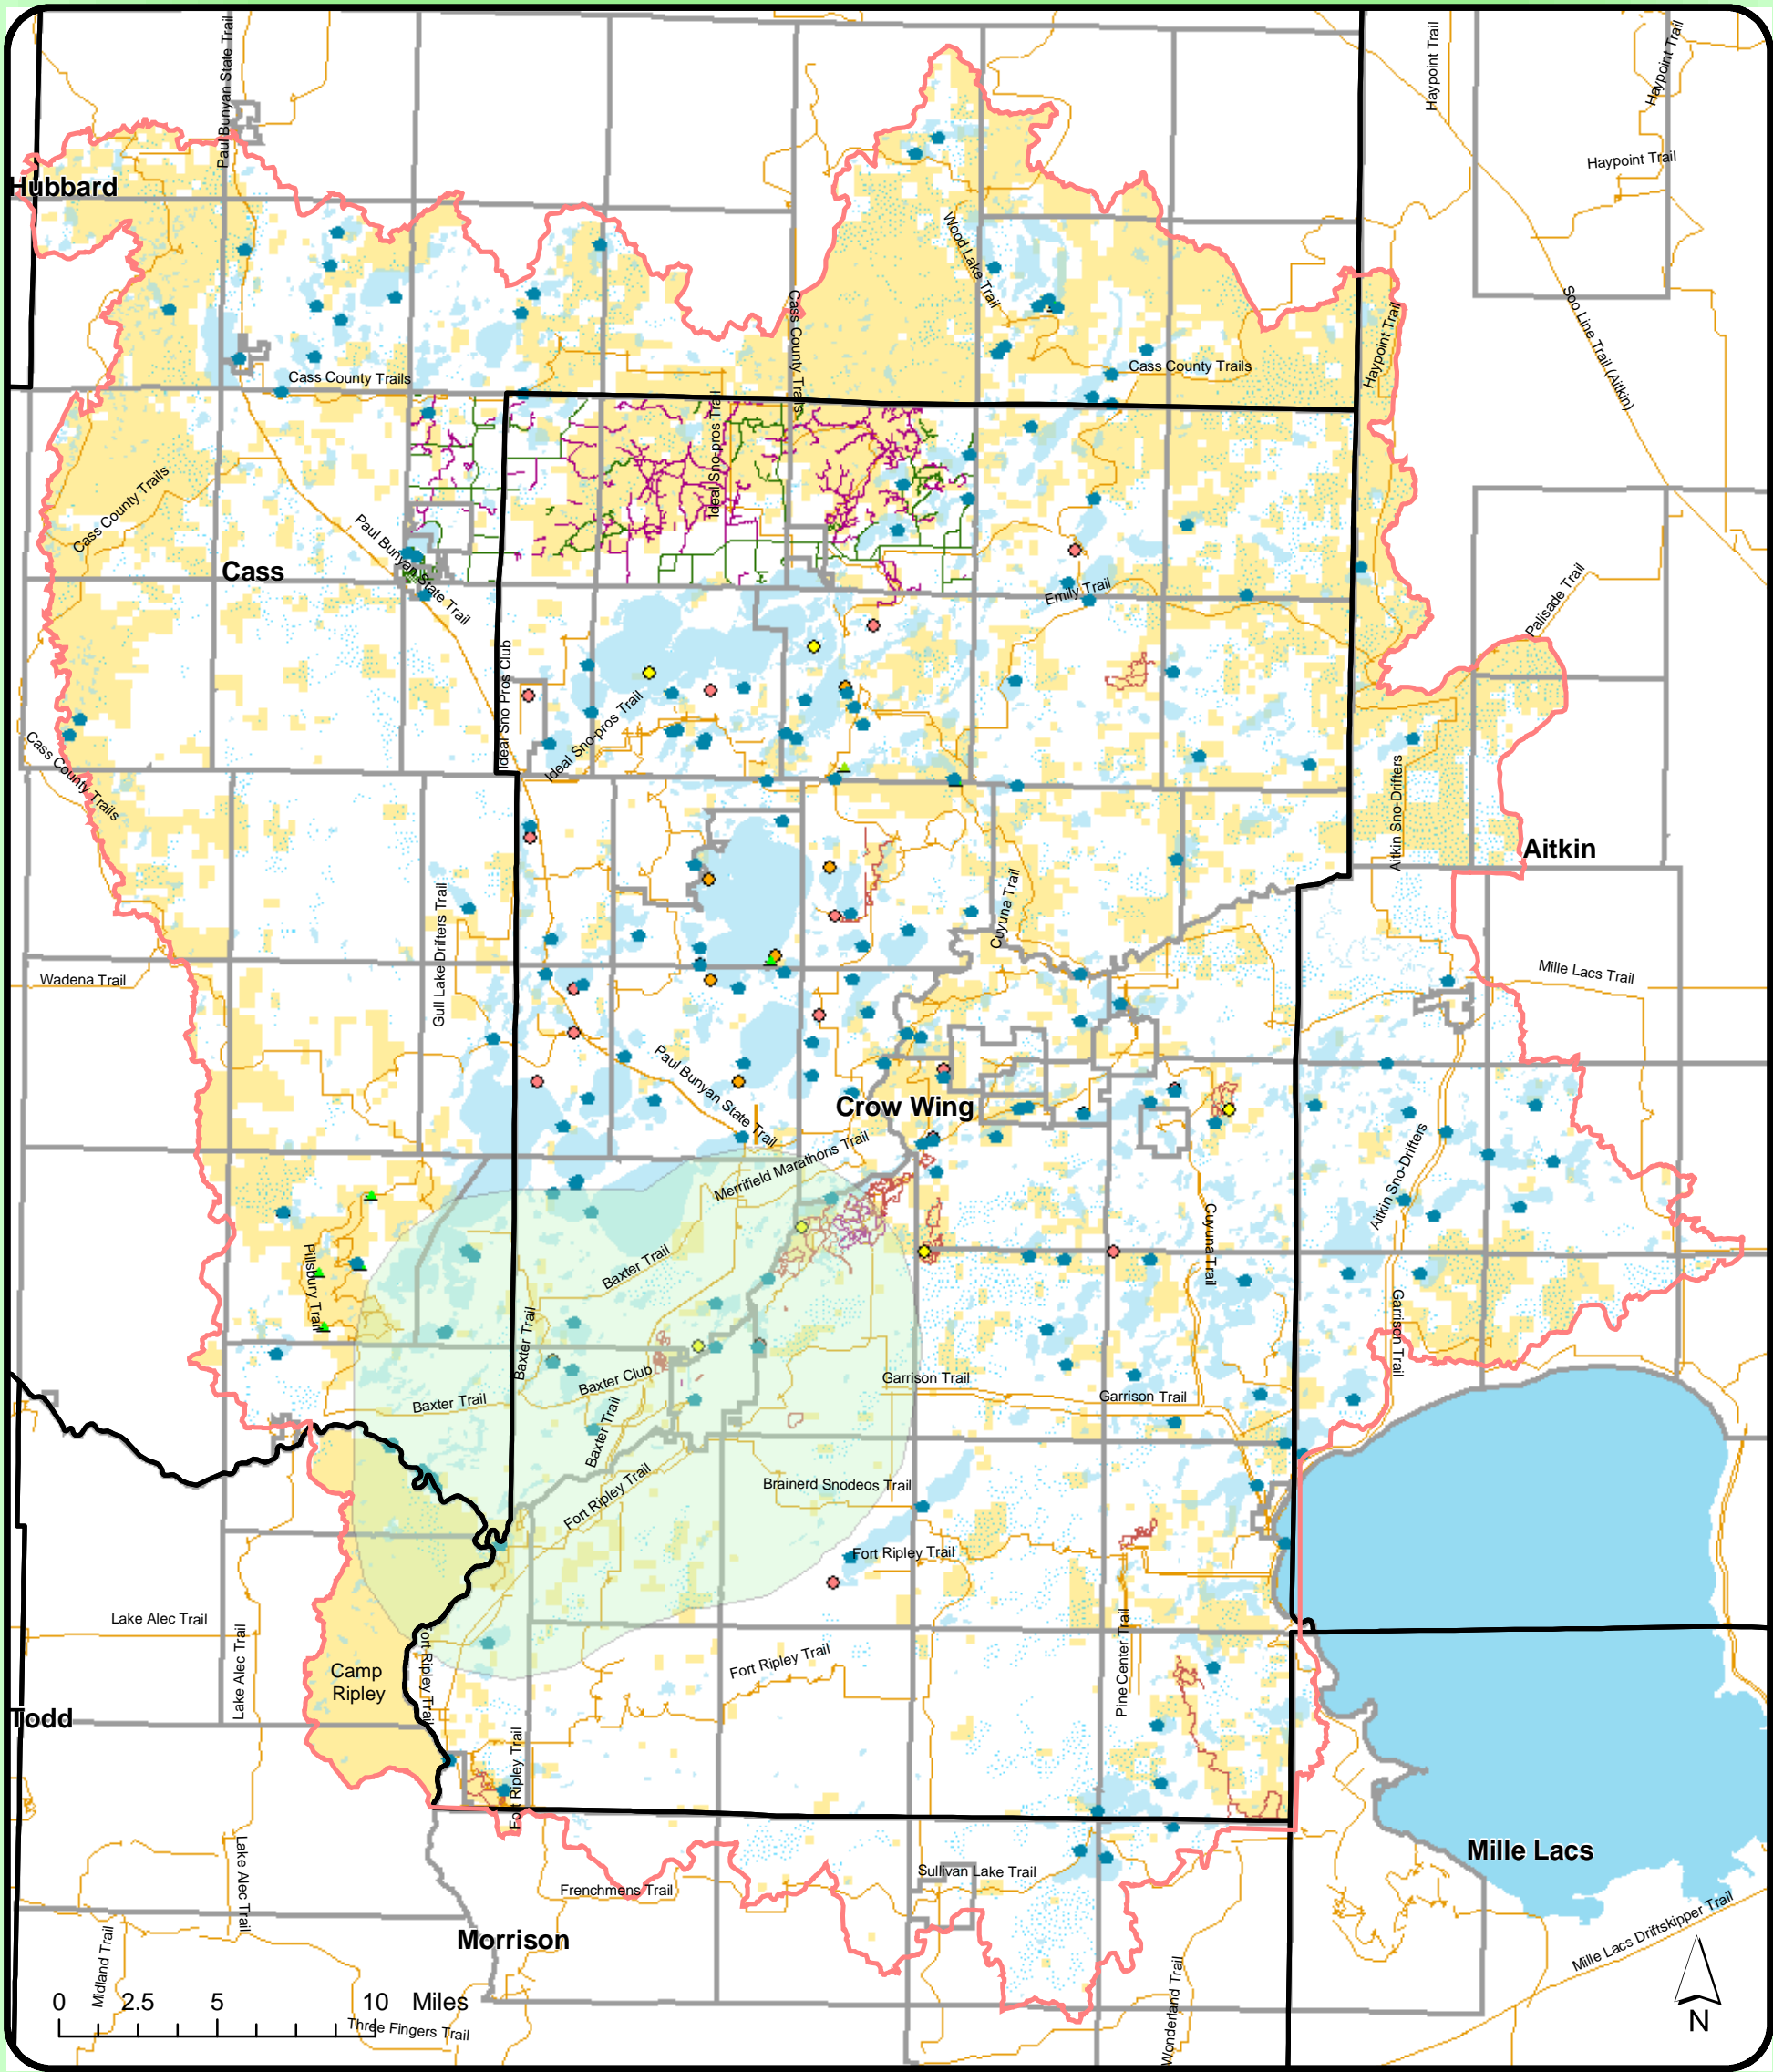 Paul Bunyan State Trail
Haypoint Trail
Haypoint Trail
Haypoint Trail
Hubbard
Wood Lake Trail
Soo Line Trail (Aitkin)
Cass County Trails
Haypoint Trail
Cass County Trails
Cass County Trails
Ideal Sno-pros Trail
Cass County Trails
Paul Bunyan State Trail
Cass
Emily Trail
Palisade Trail
Ideal Sno Pros Club
Ideal Sno-pros Trail
Cass County Trails
Aitkin Sno-Drifters
Aitkin
Gull Lake Drifters Trail
Cuyuna Trail
Wadena Trail
Mille Lacs Trail
Paul Bunyan State Trail
Crow Wing
Merrifield Marathons Trail
Aitkin Sno-Drifters
Cuyuna Trail
Pillsbury Trail
Baxter Trail
Baxter Trail
Garrison Trail
Baxter Club
Garrison Trail
Garrison Trail
Baxter Trail
Baxter Trail
Brainerd Snodeos Trail
Fort Ripley Trail
Fort Ripley Trail
Lake Alec Trail
Lake Alec Trail
Fort Ripley Trail
Fort Ripley Trail
Pine Center Trail
Camp
Ripley
Todd
Fort Ripley Trail
Mille Lacs
Lake Alec Trail
Sullivan Lake Trail
Frenchmens Trail
Morrison
Mille Lacs Driftskipper Trail
Midland Trail
Wonderland Trail
0 2.5 5 10 Miles
Three Fingers Trail
N